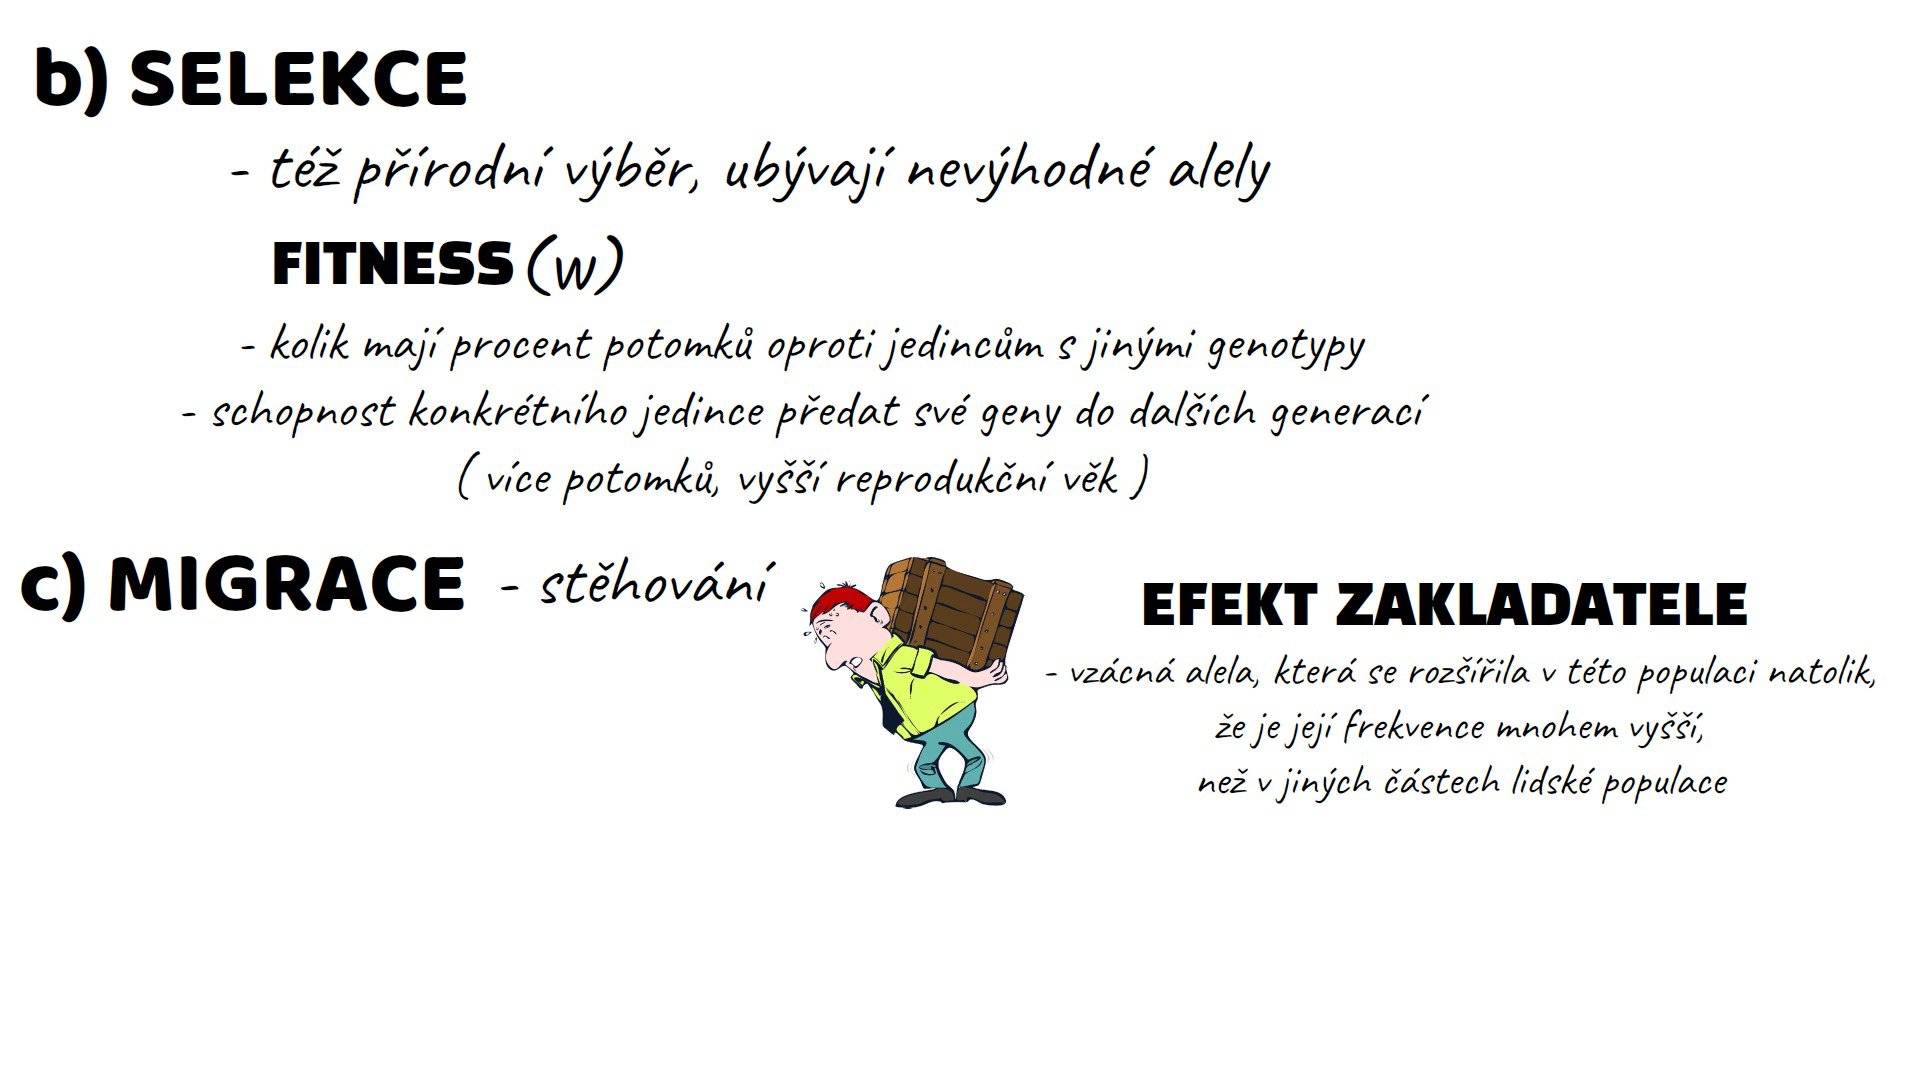 b) SELEKCE
- též přírodní výběr, ubývají nevýhodné alely
FITNESS (w)
- kolik mají procent potomků oproti jedincům s jinými genotypy
- schopnost konkrétního jedince předat své geny do dalších generací
( více potomků, vyšší reprodukční věk )
c) MIGRACE - stěhování
EFEKT ZAKLADATELE
- vzácná alela, která se rozšířila v této populaci natolik,
že je její frekvence mnohem vyšší,
než v jiných částech lidské populace